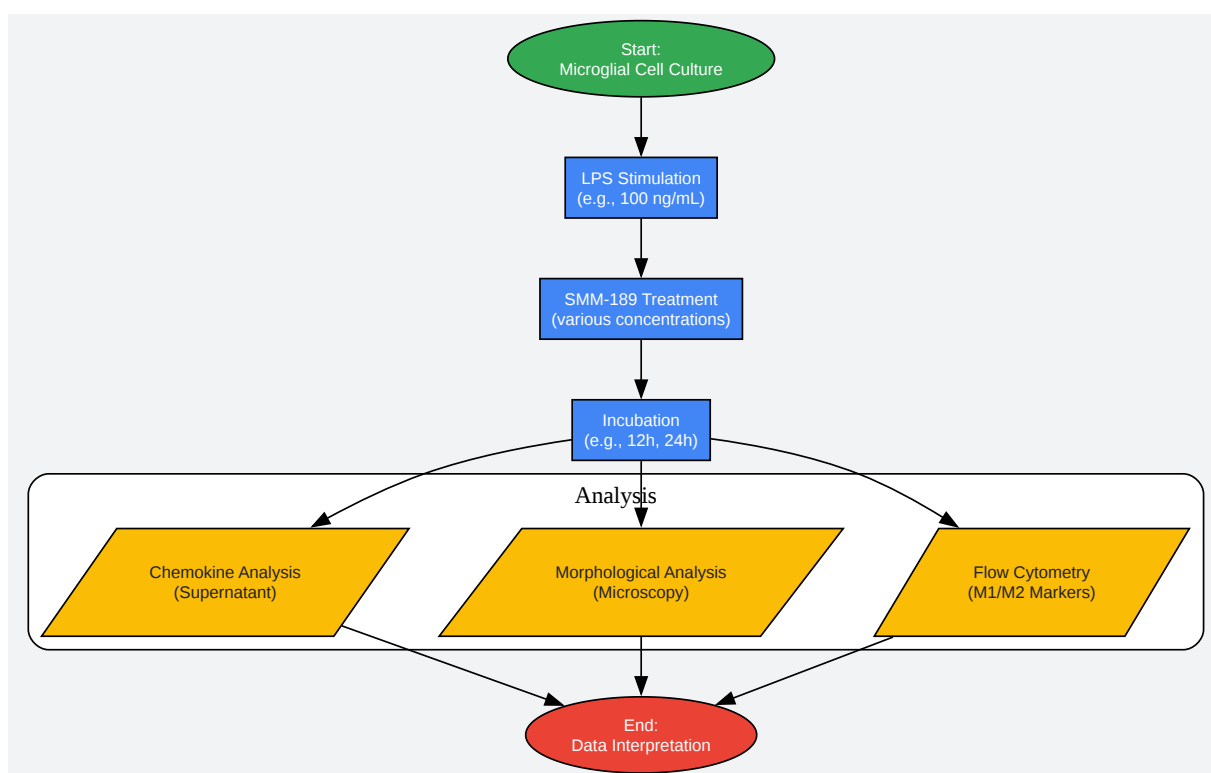 Start:
Microglial Cell Culture
LPS Stimulation
(e.g., 100 ng/mL)
SMM-189 Treatment
(various concentrations)
Incubation
(e.g., 12h, 24h)
Analysis
Chemokine Analysis
(Supernatant)
Morphological Analysis
(Microscopy)
Flow Cytometry
(M1/M2 Markers)
End:
Data Interpretation